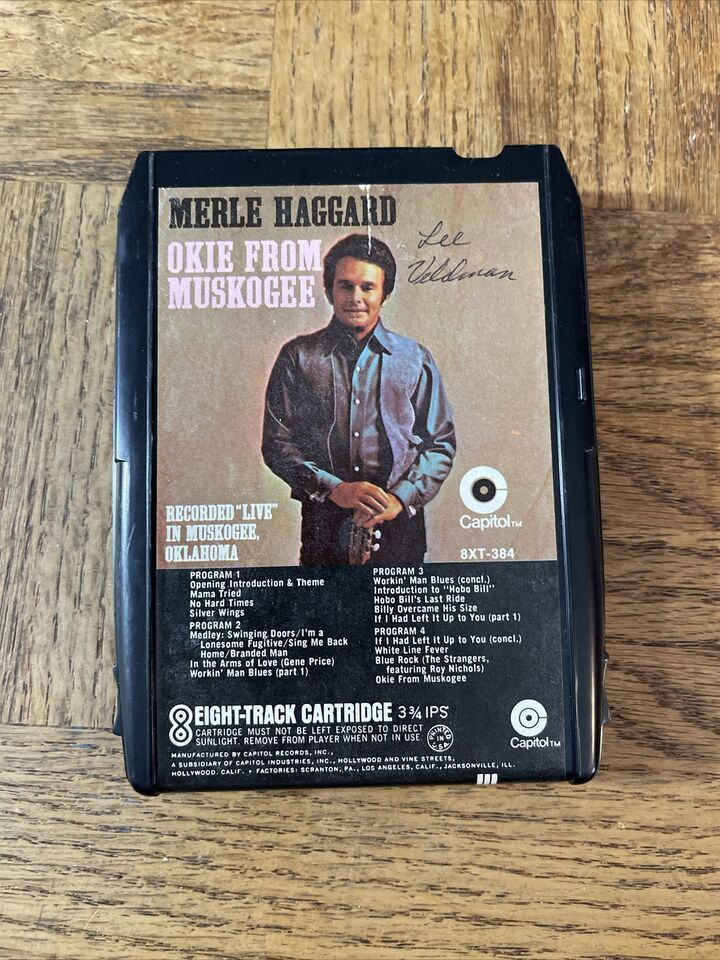 MERLE HAGGARD
OKIE FROM
MUSKOGEE
Lee
Veldman
RECORDED "LIVE"
IN MUSKOGEE,
OKLAHOMA
Capitol TM
8XT-384
PROGRAM 1
Opening Introduction & Theme
Mama Tried
No Hard Times
Silver Wings
PROGRAM 2
Medley: Swinging Doors/I'm a
Lonesome Fugitive/Sing Me Back
Home/Branded Man
In the Arms of Love (Gene Price)
Workin' Man Blues (part 1)
PROGRAM 3
Workin' Man Blues (concl.)
Introduction to "Hobo Bill"
Hobo Bill's Last Ride
Billy Overcame His Size
If I Had Left It Up to You (part 1)
PROGRAM 4
If I Had Left It Up to You (concl.)
White Line Fever
Blue Rock (The Strangers,
featuring Roy Nichols)
Okie From Muskogee
8 EIGHT-TRACK CARTRIDGE 3 3/4 IPS
CARTRIDGE MUST NOT BE LEFT EXPOSED TO DIRECT
SUNLIGHT. REMOVE FROM PLAYER WHEN NOT IN USE
PRINTED IN
Capitol TM
MANUFACTURED BY CAPITOL RECORDS, INC.,
A SUBSIDIARY OF CAPITOL INDUSTRIES, INC., HOLLYWOOD AND VINE STREETS,
HOLLYWOOD, CALIF. • FACTORIES: SCRANTON, PA., LOS ANGELES, CALIF., JACKSONVILLE, ILL.